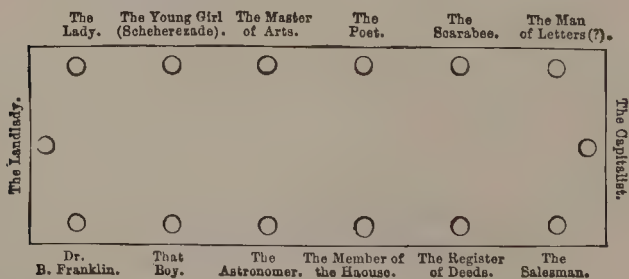 The Lady.
The Young Girl (Scheherezade).
The Master of Arts.
The Poet.
The Scarabee.
The Man of Letters(?).
The Landlady.
The Capitalist.
Dr. B. Franklin.
That Boy.
The Astronomer.
The Member of the Haouse.
The Register of Deeds.
The Salesman.